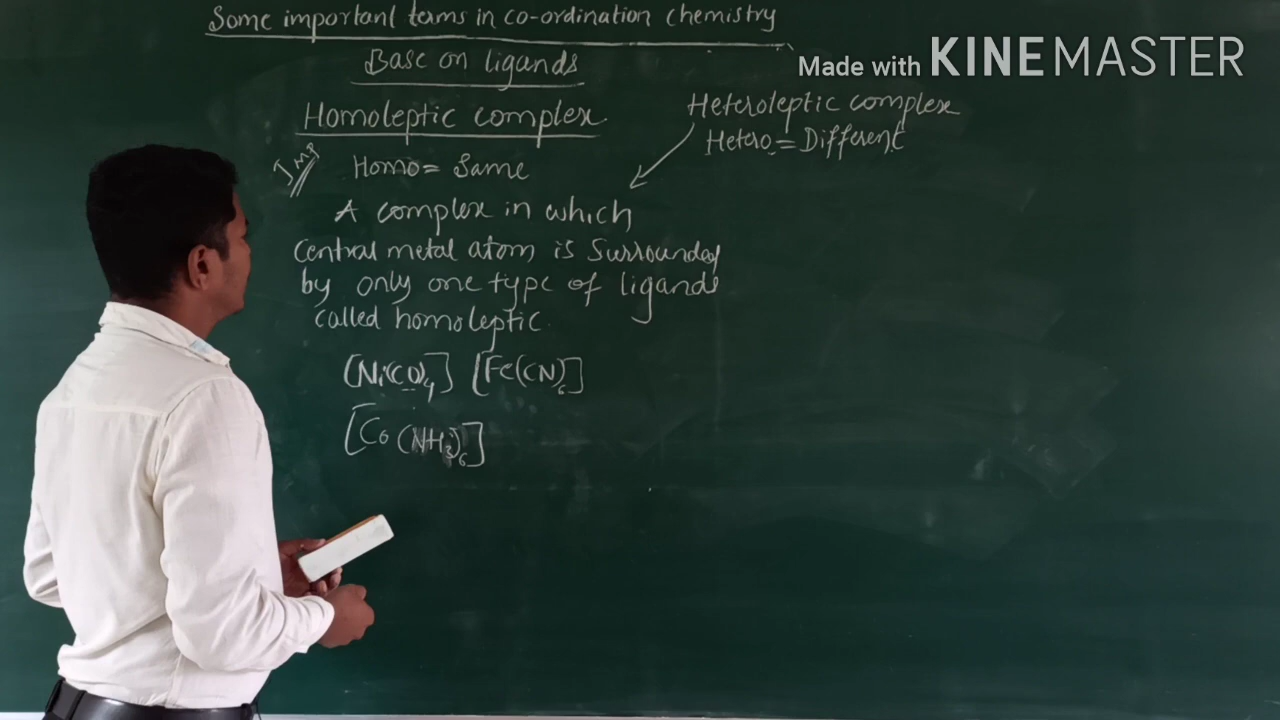 Some important terms in co-ordination chemistry
Made with KINEMASTER
Base on ligands
Homoleptic complex.
Heteroleptic complex
Hetero = Different
Imp
Homo = Same
A complex in which
Central metal atom is Surrounded
by only one type of ligands
called homoleptic.
[Ni(CO)4] [Fe(CN)6]
[Co(NH3)6]